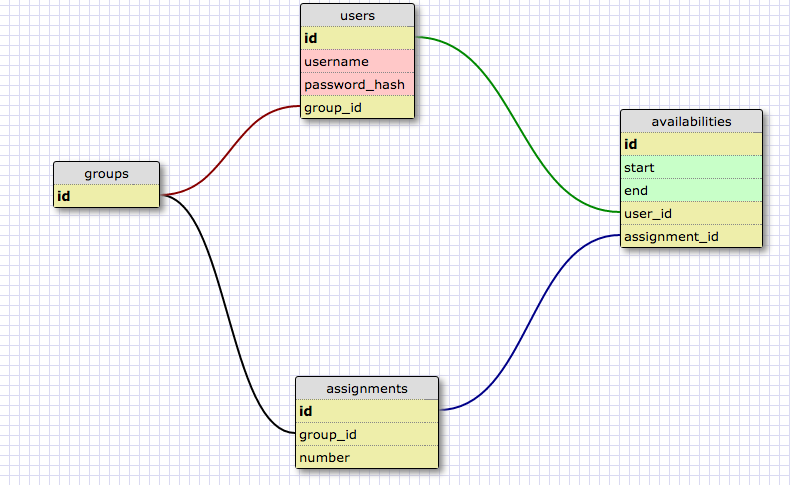 users
id
username
password_hash
group_id
availabilities
id
start
end
user_id
assignment_id
groups
id
assignments
id
group_id
number